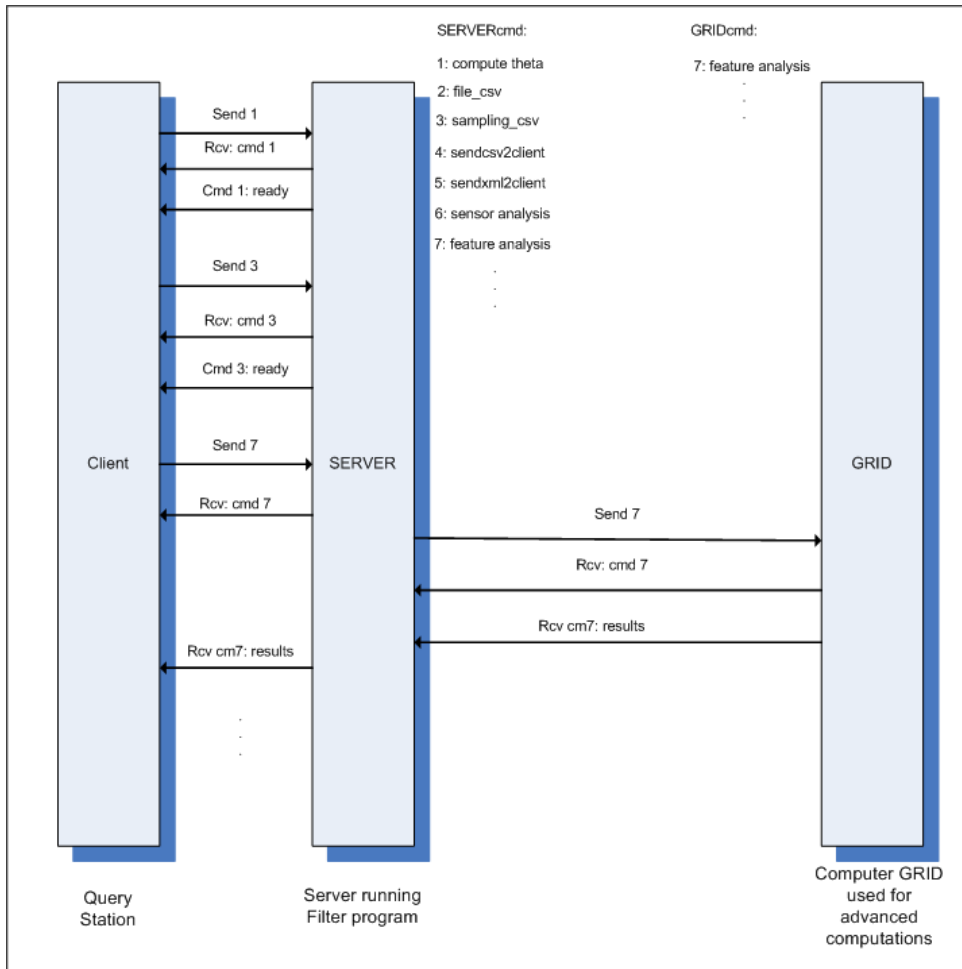 SERVERcmd:
1: compute theta
2: file_csv
3: sampling_csv
4: sendcsv2client
5: sendxml2client
6: sensor analysis
7: feature analysis
.
.
.
GRIDcmd:
7: feature analysis
.
.
.
Send 1
Rcv: cmd 1
Cmd 1: ready
Send 3
Rcv: cmd 3
Cmd 3: ready
Send 7
Rcv: cmd 7
Send 7
Rcv: cmd 7
Rcv cm7: results
Rcv cm7: results
.
.
.
Client
SERVER
GRID
Query
Station
Server running
Filter program
Computer GRID
used for
advanced
computations